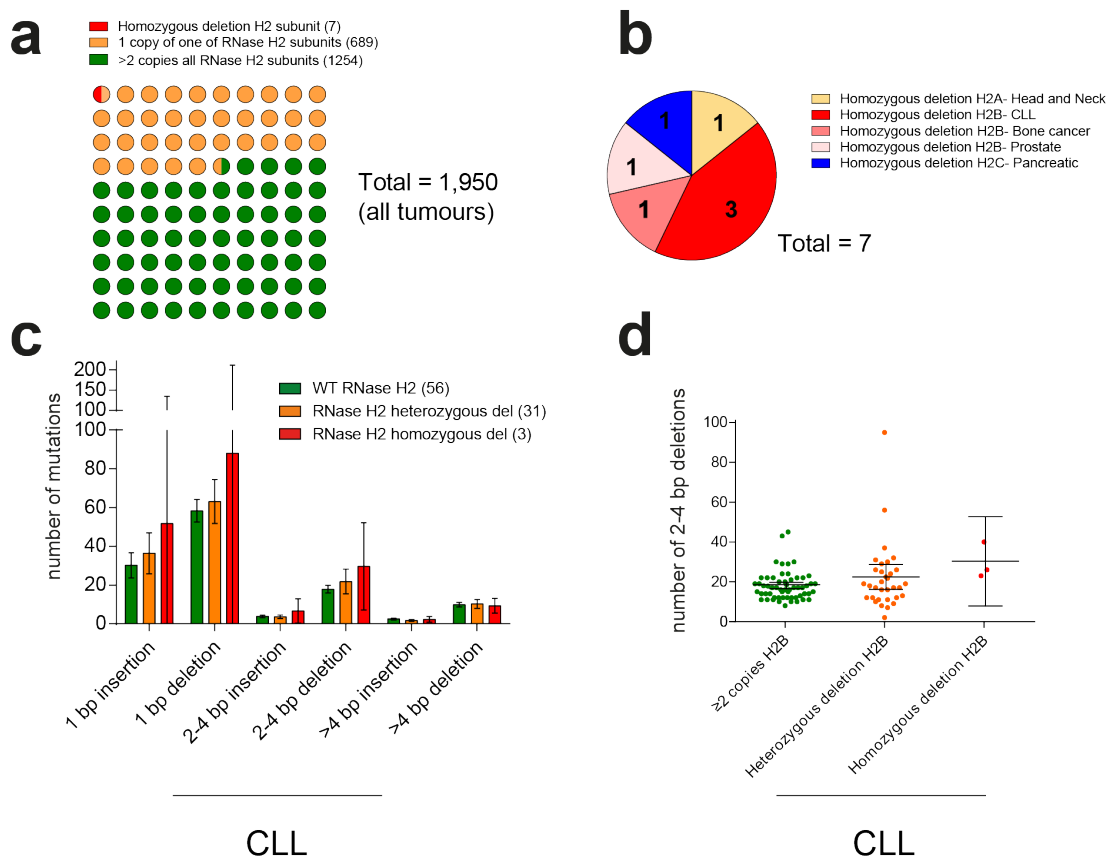 a
Homozygous deletion H2 subunit (7)
1 copy of one of RNase H2 subunits (689)
>2 copies all RNase H2 subunits (1254)
Total = 1,950
(all tumours)
b
1
1
1
1
3
Homozygous deletion H2A- Head and Neck
Homozygous deletion H2B- CLL
Homozygous deletion H2B- Bone cancer
Homozygous deletion H2B- Prostate
Homozygous deletion H2C- Pancreatic
Total = 7
c
number of mutations
200
150
100
100
80
60
40
20
0
WT RNase H2 (56)
RNase H2 heterozygous del (31)
RNase H2 homozygous del (3)
1 bp insertion
1 bp deletion
2-4 bp insertion
2-4 bp deletion
>4 bp insertion
>4 bp deletion
CLL
d
number of 2-4 bp deletions
100
80
60
40
20
0
≥2 copies H2B
Heterozygous deletion H2B
Homozygous deletion H2B
CLL